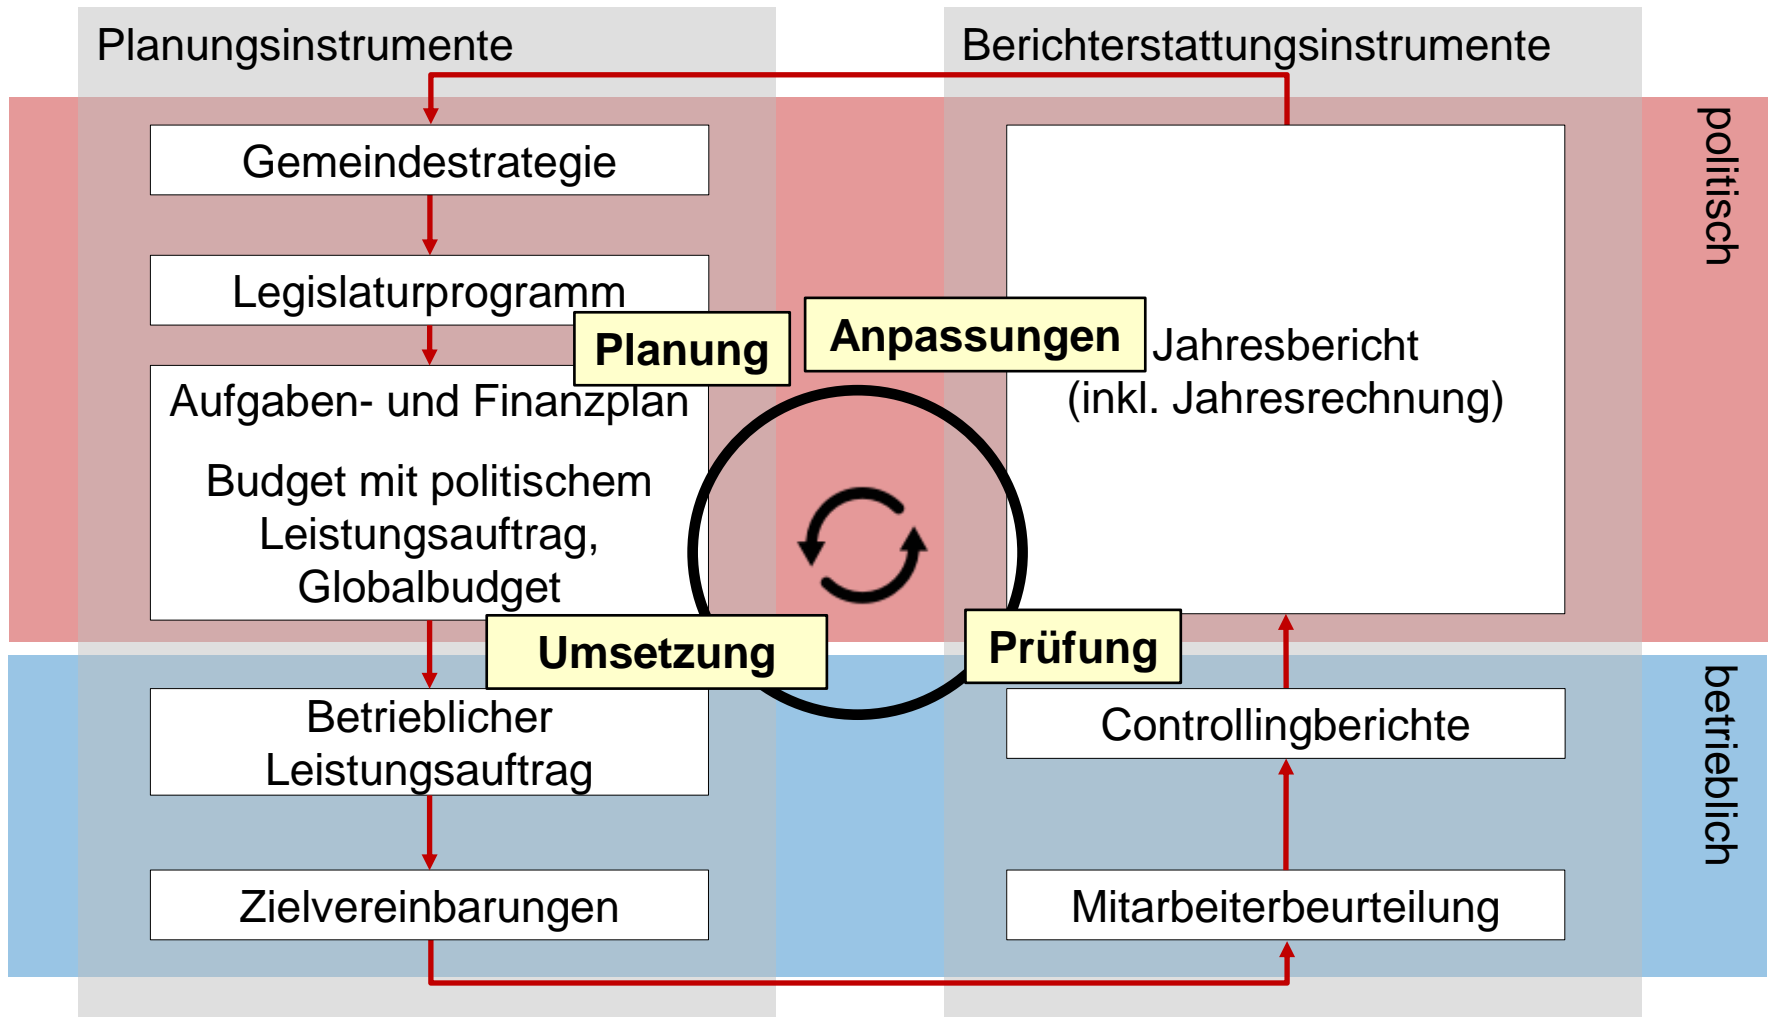 Planungsinstrumente
Berichterstattungsinstrumente
politisch
Gemeindestrategie
Legislaturprogramm
Planung
Anpassungen
Aufgaben- und Finanzplan
Budget mit politischem
Leistungsauftrag,
Globalbudget
Jahresbericht
(inkl. Jahresrechnung)
Umsetzung
Prüfung
betrieblich
Betrieblicher
Leistungsauftrag
Controllingberichte
Zielvereinbarungen
Mitarbeiterbeurteilung